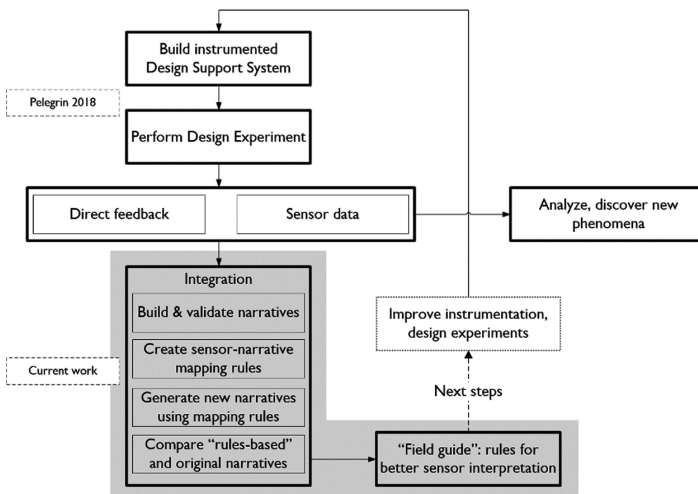 Build instrumented
Design Support System
Pelegrin 2018
Perform Design Experiment
Direct feedback
Sensor data
Analyze, discover new
phenomena
Integration
Build & validate narratives
Create sensor-narrative
mapping rules
Generate new narratives
using mapping rules
Compare “rules-based”
and original narratives
Current work
Improve instrumentation,
design experiments
Next steps
“Field guide”: rules for
better sensor interpretation